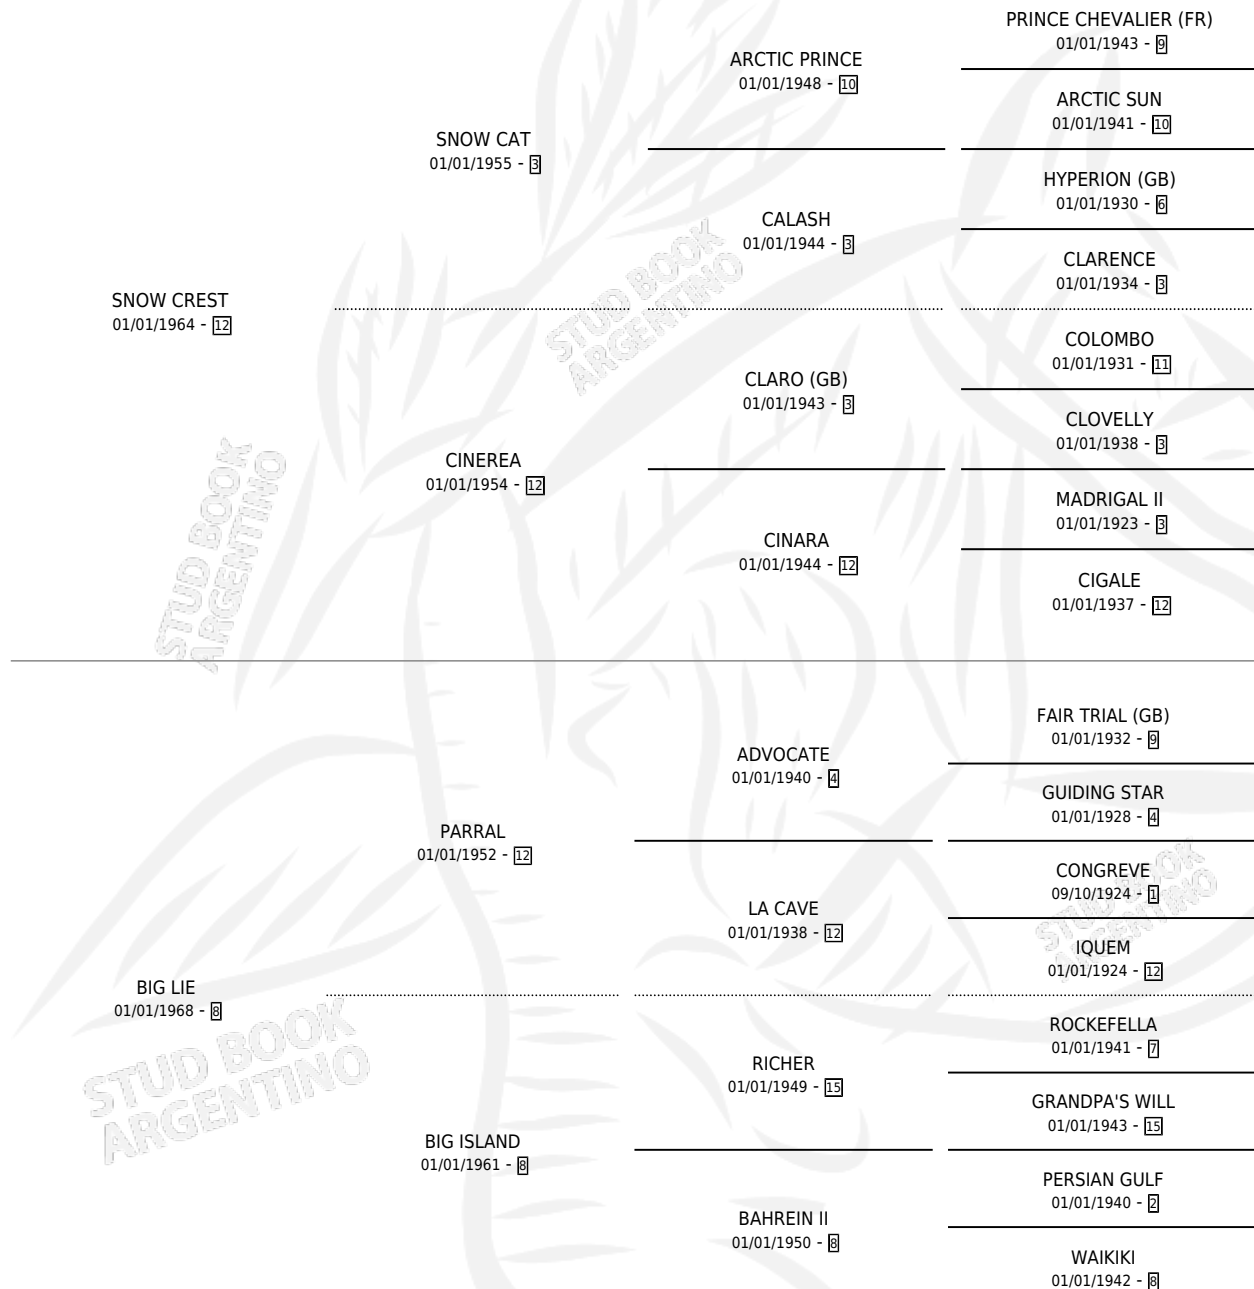 PRINCE CHEVALIER (FR)
01/01/1943 - 9
ARCTIC PRINCE
01/01/1948 - 10
ARCTIC SUN
01/01/1941 - 10
SNOW CAT
01/01/1955 - 3
HYPERION (GB)
01/01/1930 - 6
CALASH
01/01/1944 - 3
CLARENCE
01/01/1934 - 3
SNOW CREST
01/01/1964 - 12
COLOMBO
01/01/1931 - 11
CLARO (GB)
01/01/1943 - 3
CLOVELLY
01/01/1938 - 3
CINEREA
01/01/1954 - 12
MADRIGAL II
01/01/1923 - 3
CINARA
01/01/1944 - 12
CIGALE
01/01/1937 - 12
FAIR TRIAL (GB)
01/01/1932 - 9
ADVOCATE
01/01/1940 - 4
GUIDING STAR
01/01/1928 - 4
PARRAL
01/01/1952 - 12
CONGREVE
09/10/1924 - 1
LA CAVE
01/01/1938 - 12
IQUEM
01/01/1924 - 12
BIG LIE
01/01/1968 - 8
ROCKEFELLA
01/01/1941 - 7
RICHER
01/01/1949 - 15
GRANDPA'S WILL
01/01/1943 - 15
BIG ISLAND
01/01/1961 - 8
PERSIAN GULF
01/01/1940 - 2
BAHREIN II
01/01/1950 - 8
WAIKIKI
01/01/1942 - 8
STUD BOOK
ARGENTINO
STUD BOOK
ARGENTINO
STUD BOOK
ARGENTINO
STUD BOOK
ARGENTINO